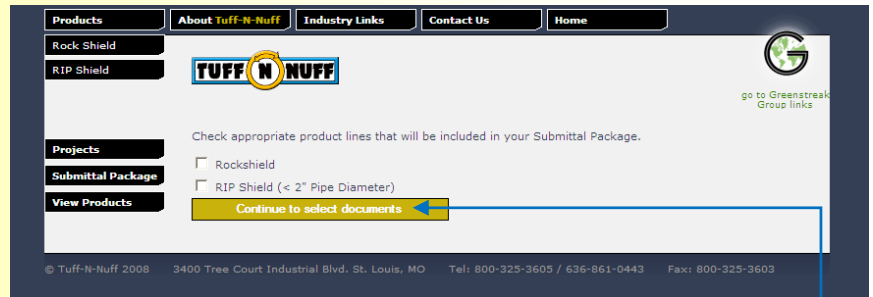 Products
About Tuff-N-Nuff
Industry Links
Contact Us
Home
Rock Shield
RIP Shield
TUFF N NUFF
G
go to Greenstreak
Group links
Check appropriate product lines that will be included in your Submittal Package.
Projects
Rockshield
Submittal Package
RIP Shield (< 2" Pipe Diameter)
View Products
Continue to select documents
© Tuff-N-Nuff 2008 3400 Tree Court Industrial Blvd. St. Louis, MO Tel: 800-325-3605 / 636-861-0443 Fax: 800-325-3603